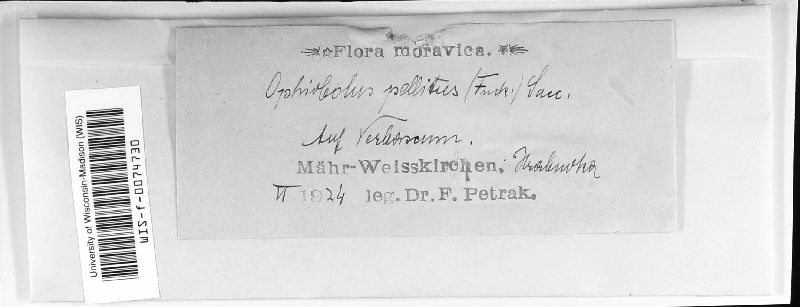 Flora moravica.
Ophiobolus pellitus (Fuck.) Sacc.
Auf Verbascum.
Mähr-Weisskirchen, Hrabuvka
VI 1924 leg. Dr. F. Petrak.
University of Wisconsin-Madison (WIS)
WIS-f-0074730